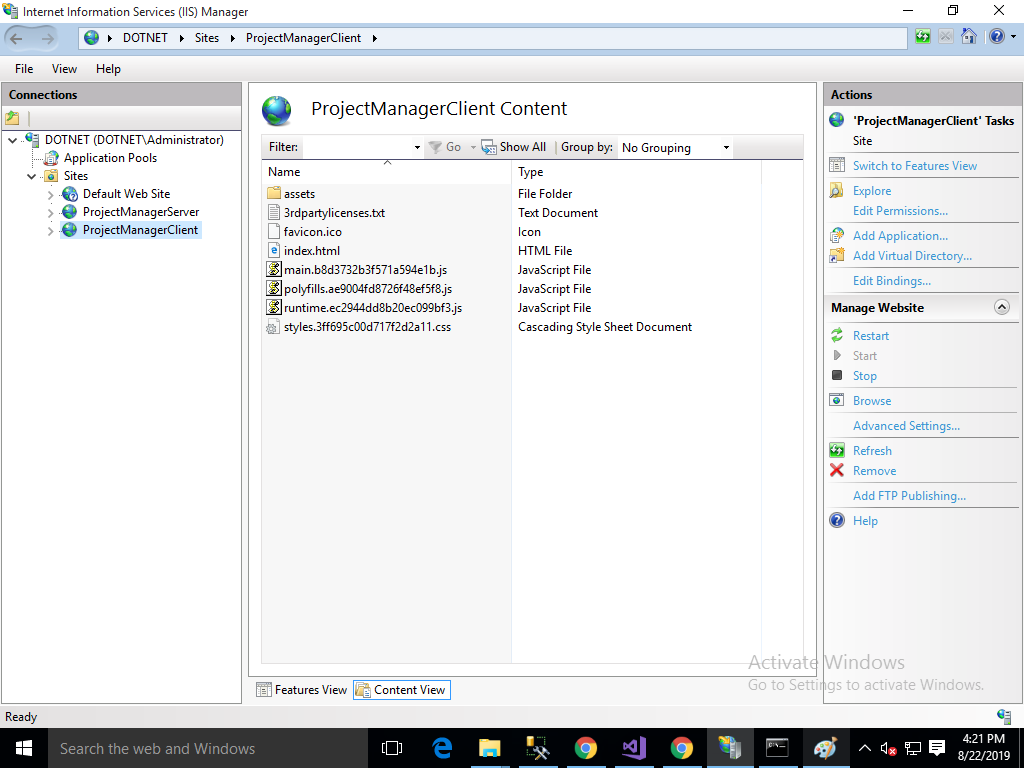 Internet Information Services (IIS) Manager
DOTNET Sites ProjectManagerClient
File View Help
Connections
DOTNET (DOTNET\Administrator)
Application Pools
Sites
Default Web Site
ProjectManagerServer
ProjectManagerClient
ProjectManagerClient Content
Filter: Go Show All Group by: No Grouping
Name Type
assets File Folder
3rdpartylicenses.txt Text Document
favicon.ico Icon
index.html HTML File
main.b8d3732b3f571a594e1b.js JavaScript File
polyfills.ae9004fd8726f48ef5f8.js JavaScript File
runtime.ec2944dd8b20ec099bf3.js JavaScript File
styles.3ff695c00d717f2d2a11.css Cascading Style Sheet Document
Features View Content View
Actions
'ProjectManagerClient' Tasks
Site
Switch to Features View
Explore
Edit Permissions...
Add Application...
Add Virtual Directory...
Edit Bindings...
Manage Website
Restart
Start
Stop
Browse
Advanced Settings...
Refresh
Remove
Add FTP Publishing...
Help
Activate Windows
Go to Settings to activate Windows.
Ready
Search the web and Windows
4:21 PM
8/22/2019